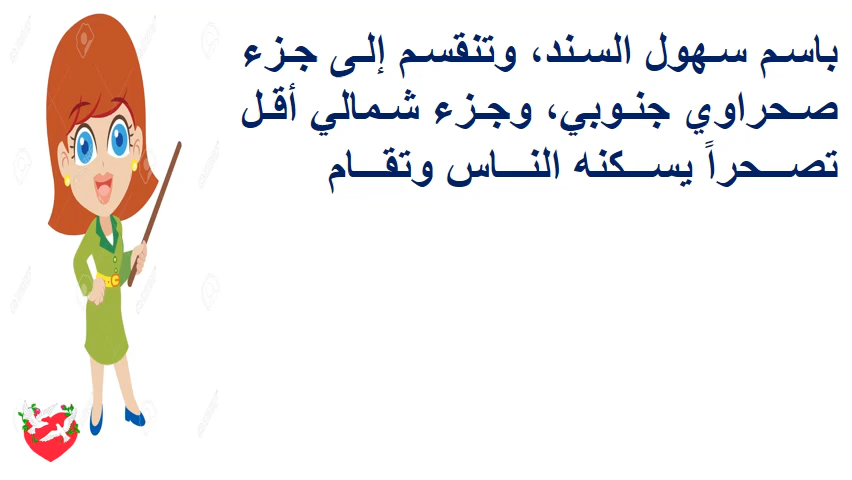 باسم سهول السند، وتنقسم إلى جزء
صحراوي جنوبي، وجزء شمالي أقل
تصحراً يسكنه الناس وتقام